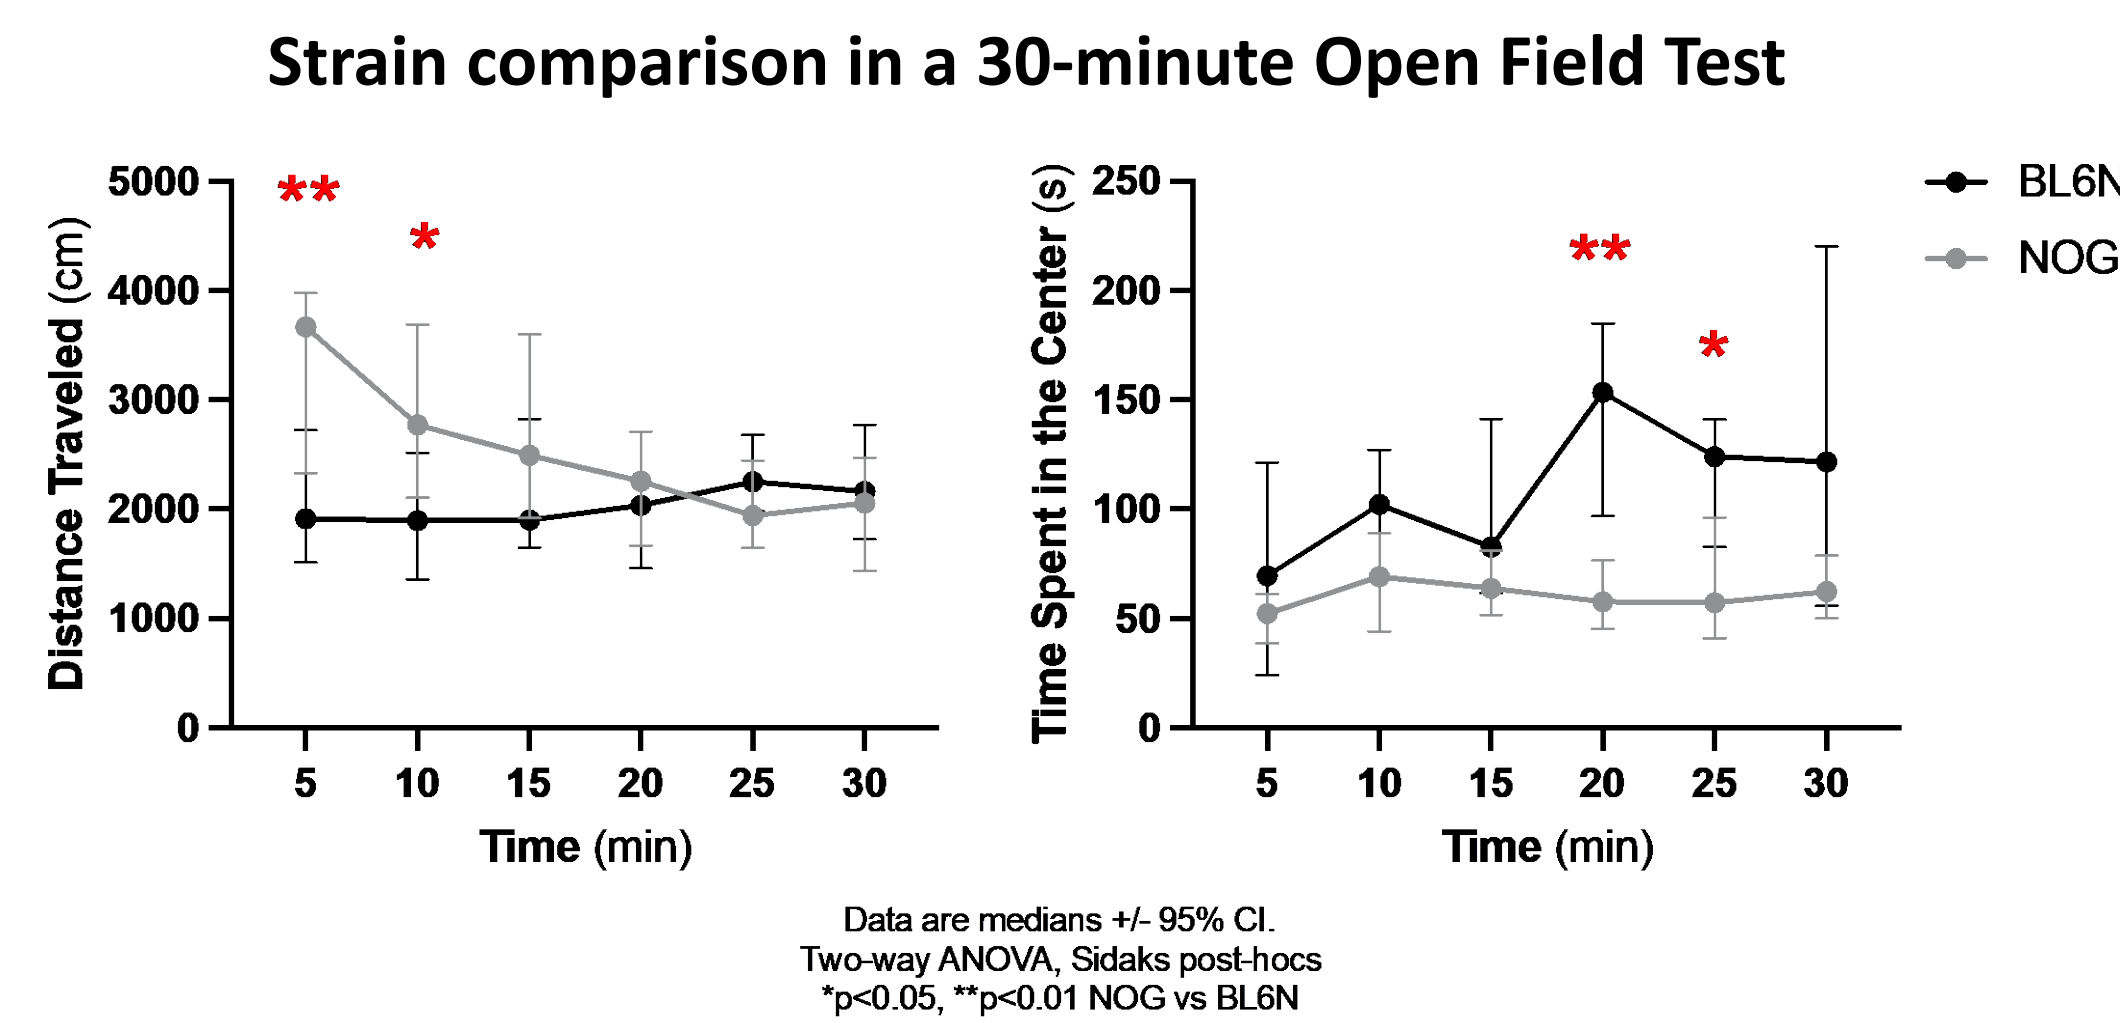 Strain comparison in a 30-minute Open Field Test
Distance Traveled (cm)
5000
4000
3000
2000
1000
0
**
*
5 10 15 20 25 30
Time (min)
Time Spent in the Center (s)
250
200
150
100
50
0
**
*
5 10 15 20 25 30
Time (min)
BL6N
NOG
Data are medians +/- 95% CI.
Two-way ANOVA, Sidaks post-hocs
*p<0.05, **p<0.01 NOG vs BL6N